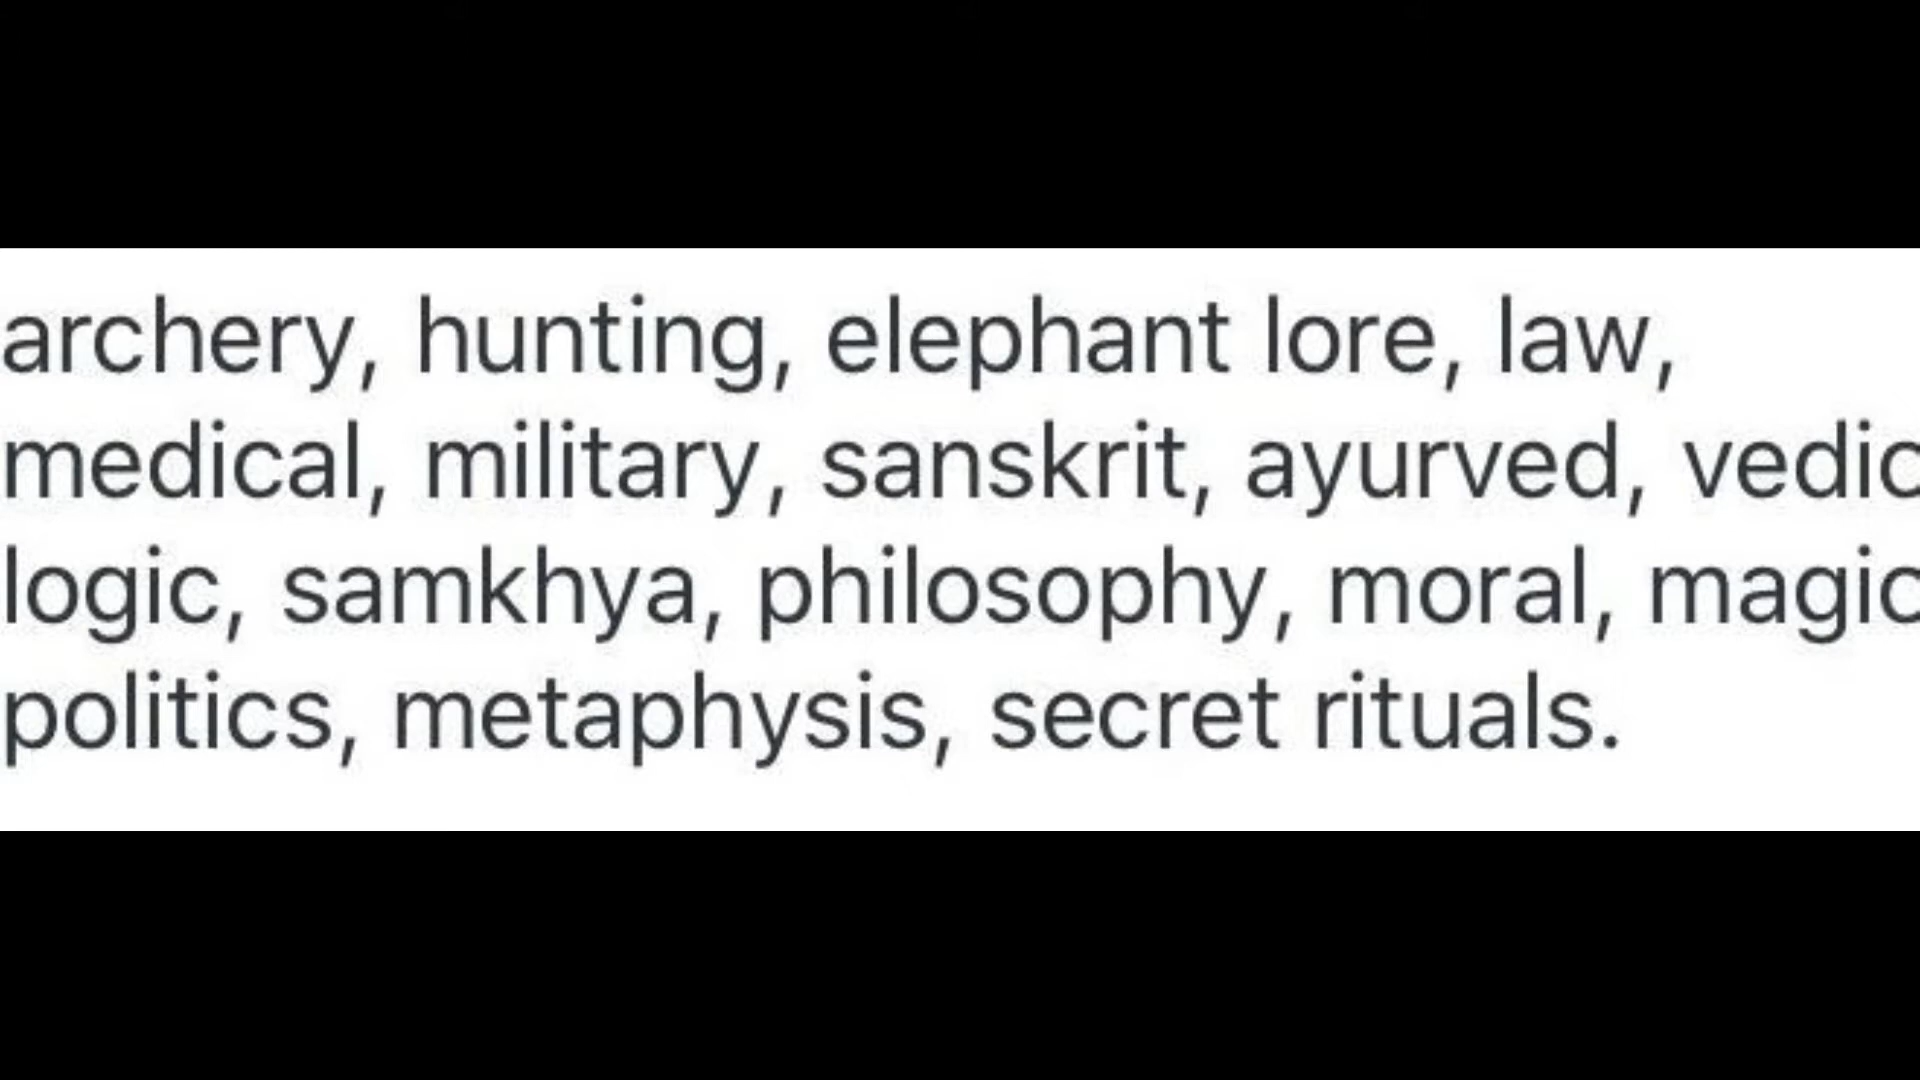 archery, hunting, elephant lore, law,
medical, military, sanskrit, ayurved, vedic
logic, samkhya, philosophy, moral, magic
politics, metaphysis, secret rituals.